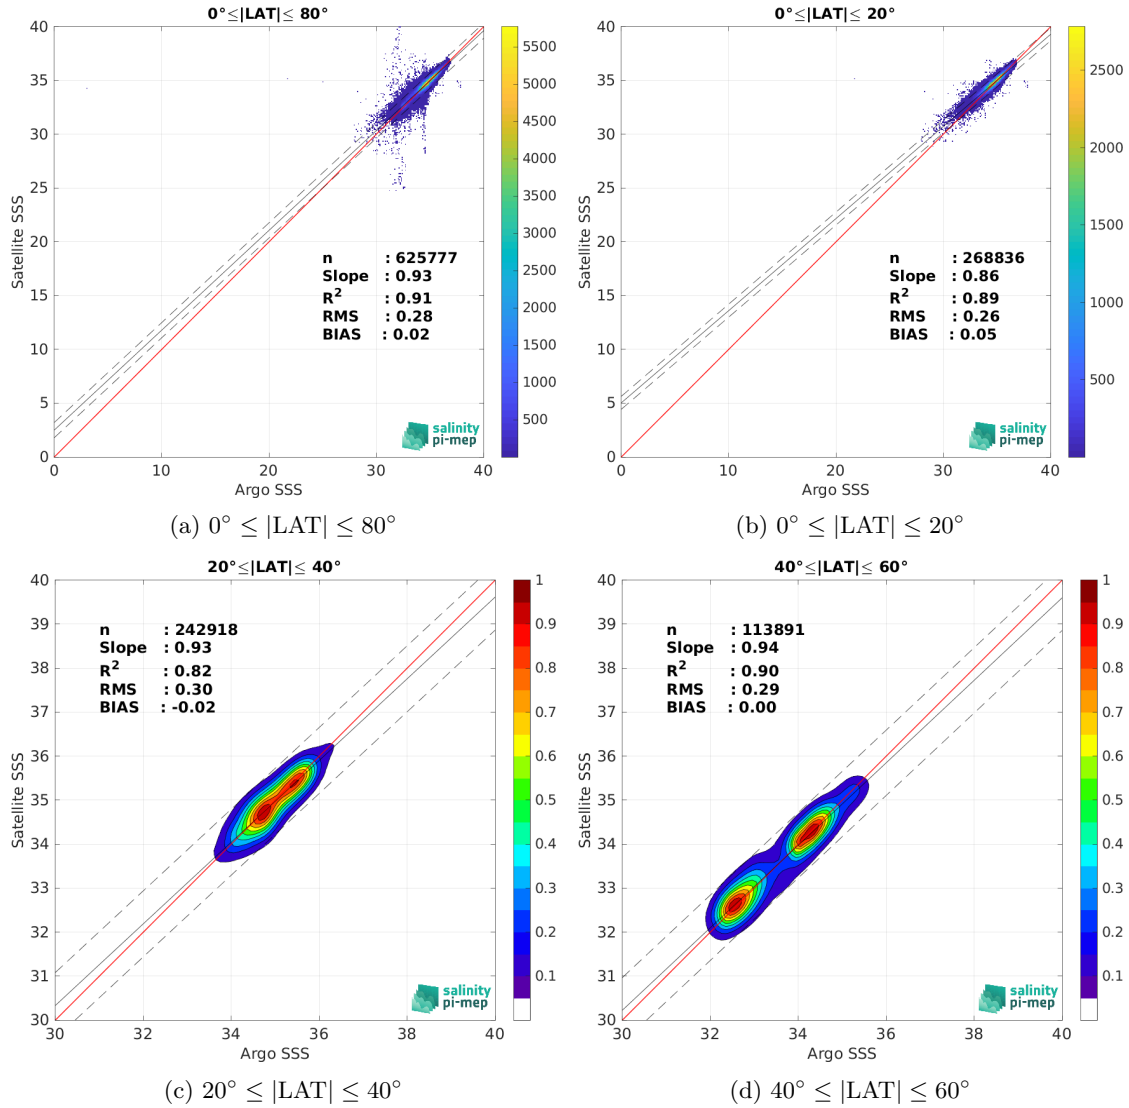 0°≤|LAT|≤ 80°
40
35
30
25
20
15
10
5
0
0
10
20
30
40
Satellite SSS
Argo SSS
n : 625777
Slope : 0.93
R² : 0.91
RMS : 0.28
BIAS : 0.02
salinity
pi-mep
5500
5000
4500
4000
3500
3000
2500
2000
1500
1000
500
(a) 0° ≤ |LAT| ≤ 80°
0°≤|LAT|≤ 20°
40
35
30
25
20
15
10
5
0
0
10
20
30
40
Satellite SSS
Argo SSS
n : 268836
Slope : 0.86
R² : 0.89
RMS : 0.26
BIAS : 0.05
salinity
pi-mep
2500
2000
1500
1000
500
(b) 0° ≤ |LAT| ≤ 20°
20°≤|LAT|≤ 40°
40
39
38
37
36
35
34
33
32
31
30
30
32
34
36
38
40
Satellite SSS
Argo SSS
n : 242918
Slope : 0.93
R² : 0.82
RMS : 0.30
BIAS : -0.02
salinity
pi-mep
1
0.9
0.8
0.7
0.6
0.5
0.4
0.3
0.2
0.1
(c) 20° ≤ |LAT| ≤ 40°
40°≤|LAT|≤ 60°
40
39
38
37
36
35
34
33
32
31
30
30
32
34
36
38
40
Satellite SSS
Argo SSS
n : 113891
Slope : 0.94
R² : 0.90
RMS : 0.29
BIAS : 0.00
salinity
pi-mep
1
0.9
0.8
0.7
0.6
0.5
0.4
0.3
0.2
0.1
(d) 40° ≤ |LAT| ≤ 60°